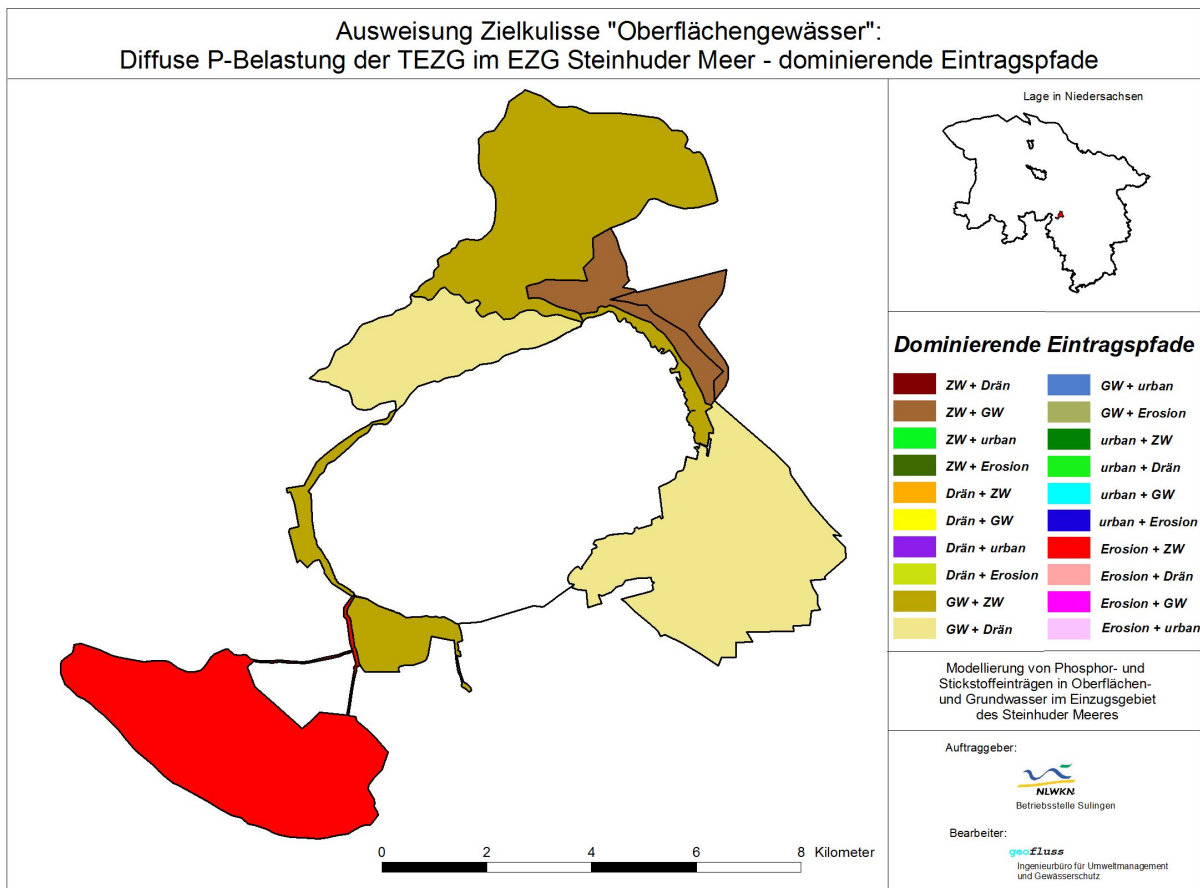 Ausweisung Zielkulisse "Oberflächengewässer":
Diffuse P-Belastung der TEZG im EZG Steinhuder Meer - dominierende Eintragspfade
Lage in Niedersachsen
Dominierende Eintragspfade
ZW + Drän
ZW + GW
ZW + urban
ZW + Erosion
Drän + ZW
Drän + GW
Drän + urban
Drän + Erosion
GW + ZW
GW + Drän
GW + urban
GW + Erosion
urban + ZW
urban + Drän
urban + GW
urban + Erosion
Erosion + ZW
Erosion + Drän
Erosion + GW
Erosion + urban
Modellierung von Phosphor- und
Stickstoffeinträgen in Oberflächen-
und Grundwasser im Einzugsgebiet
des Steinhuder Meeres
Auftraggeber:
NLWKN
Betriebsstelle Sulingen
Bearbeiter:
geofluss
Ingenieurbüro für Umweltmanagement
und Gewässerschutz
0 2 4 6 8 Kilometer